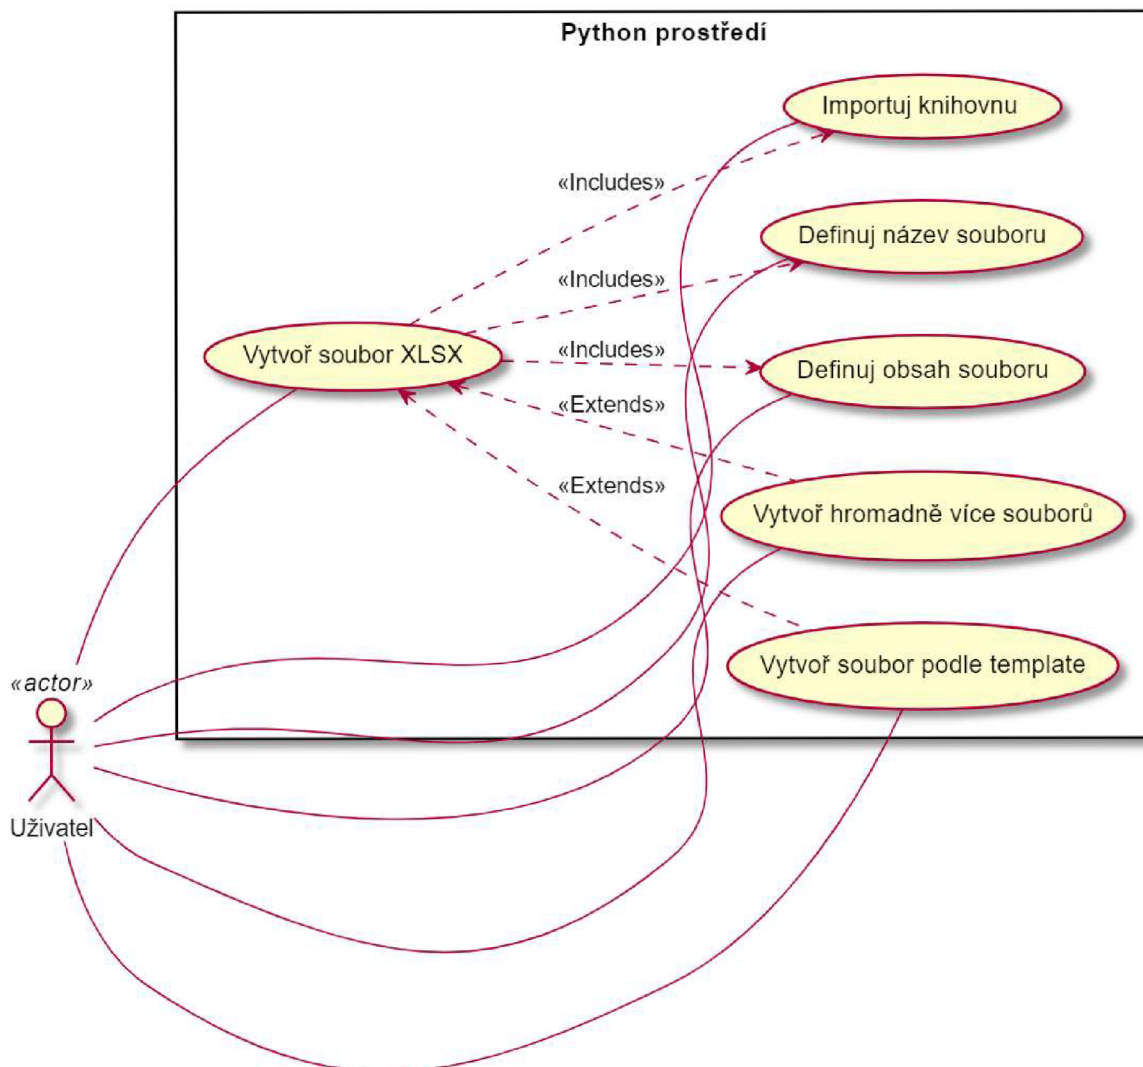 Python prostředí
Importuj knihovnu
«Includes»
Definuj název souboru
«Includes»
Vytvoř soubor XLSX
«Includes»
Definuj obsah souboru
«Extends»
«Extends»
Vytvoř hromadně více souborů
Vytvoř soubor podle template
«actor»
Uživatel